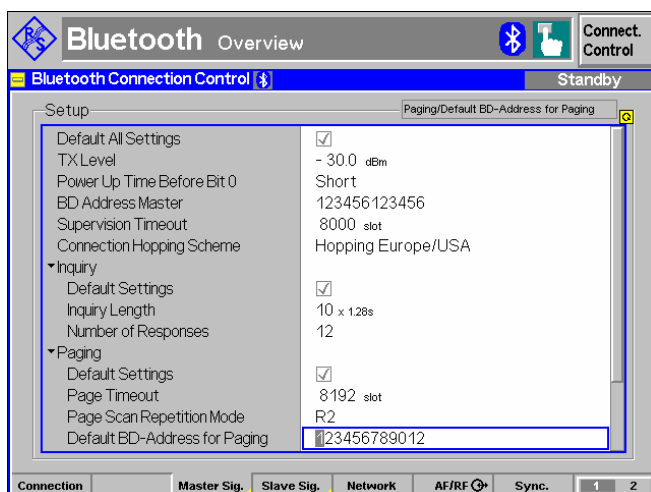 R&S Bluetooth Overview Connect. Control
Bluetooth Connection Control Standby
Setup Paging/Default BD-Address for Paging
Default All Settings
TX Level - 30.0 dBm
Power Up Time Before Bit 0 Short
BD Address Master 123456123456
Supervision Timeout 8000 slot
Connection Hopping Scheme Hopping Europe/USA
Inquiry
Default Settings
Inquiry Length 10 x 1.28s
Number of Responses 12
Paging
Default Settings
Page Timeout 8192 slot
Page Scan Repetition Mode R2
Default BD-Address for Paging 123456789012
Connection Master Sig. Slave Sig. Network AF/RF Sync. 1 2